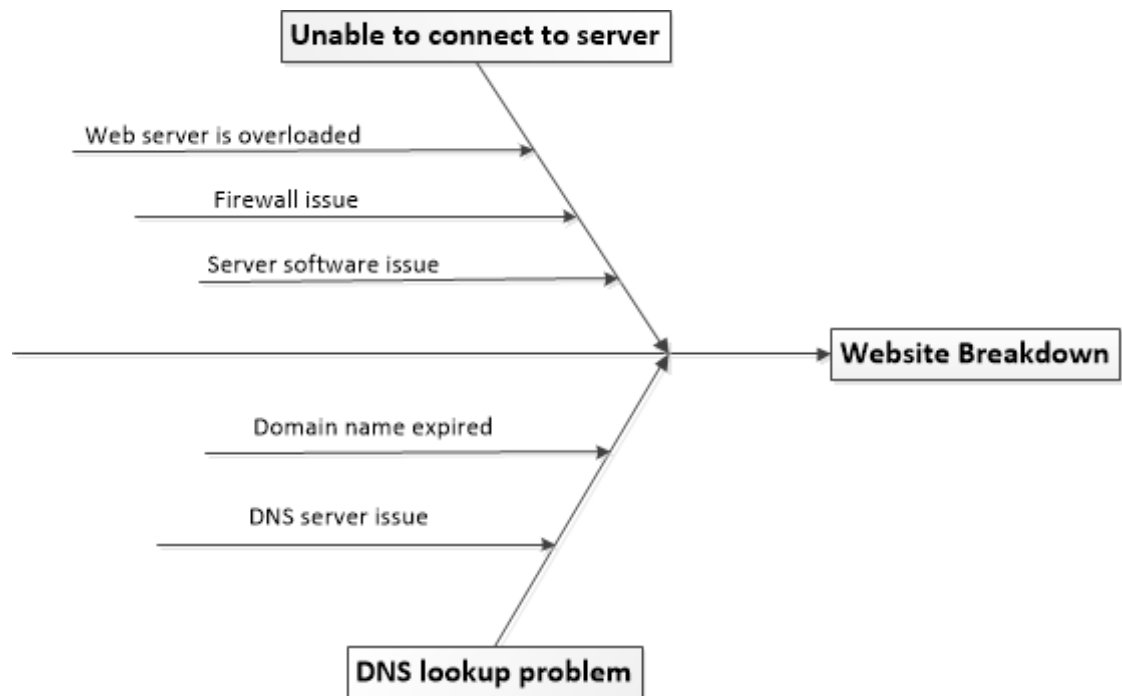 Unable to connect to server
Web server is overloaded
Firewall issue
Server software issue
Website Breakdown
Domain name expired
DNS server issue
DNS lookup problem